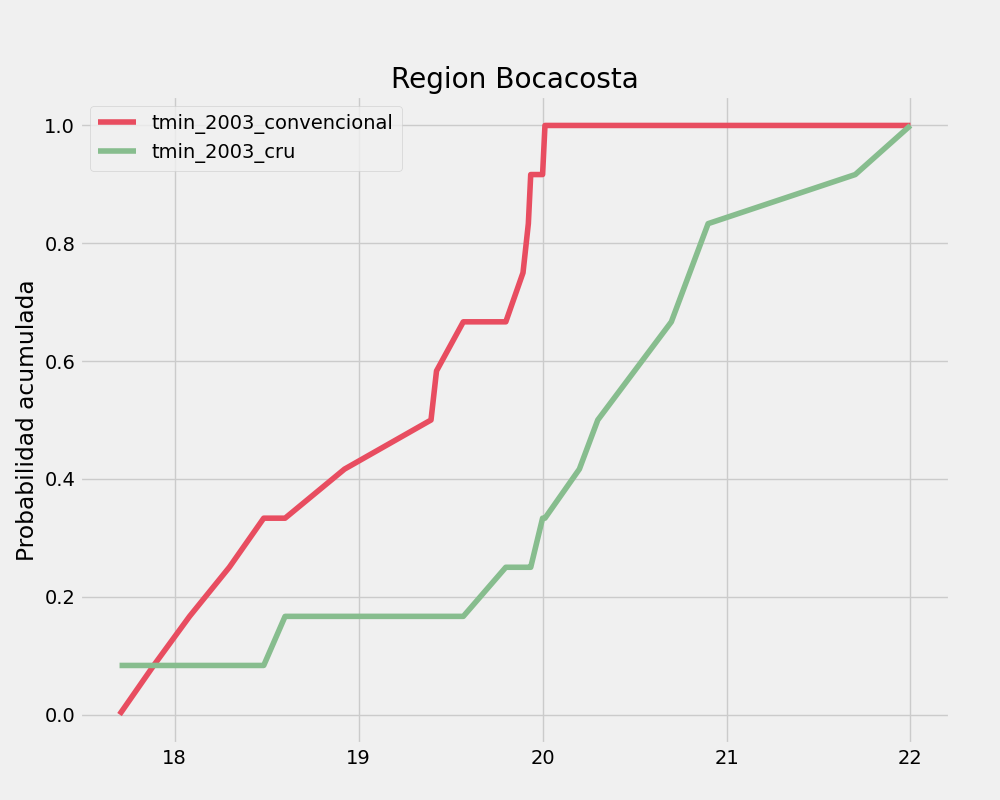 Region Bocacosta
tmin_2003_convencional
tmin_2003_cru
Probabilidad acumulada
1.0
0.8
0.6
0.4
0.2
0.0
18 19 20 21 22